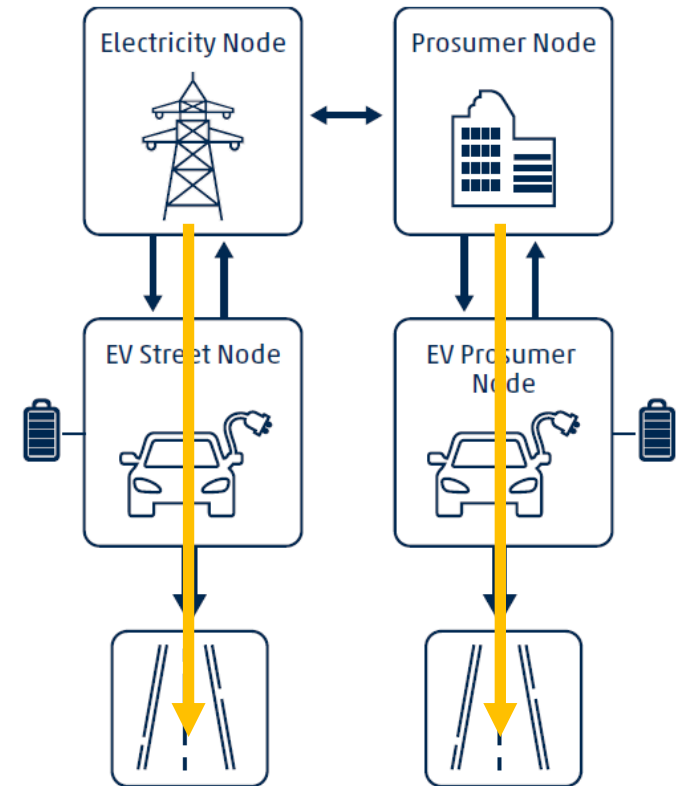 Electricity Node
Prosumer Node
EV Street Node
EV Prosumer
Node